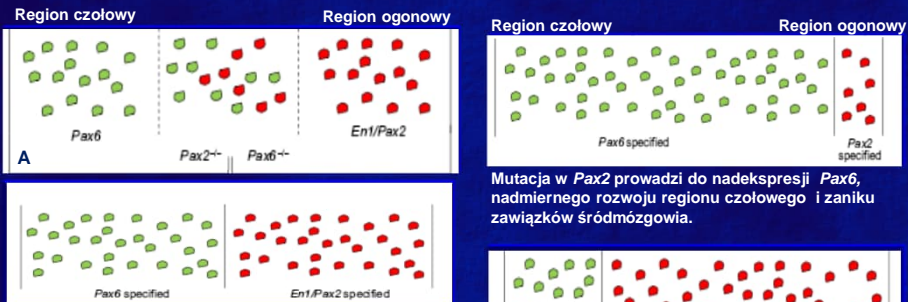 Region czołowy
Region ogonowy
Pax6
En1/Pax2
A
Pax2-/-
Pax6-/-
Pax6 specified
En1/Pax2 specified
Region czołowy
Region ogonowy
Pax6 specified
Pax2
specified
Mutacja w Pax2 prowadzi do nadekspresji Pax6,
nadmiernego rozwoju regionu czołowego i zaniku
zawiązków śródmózgowia.